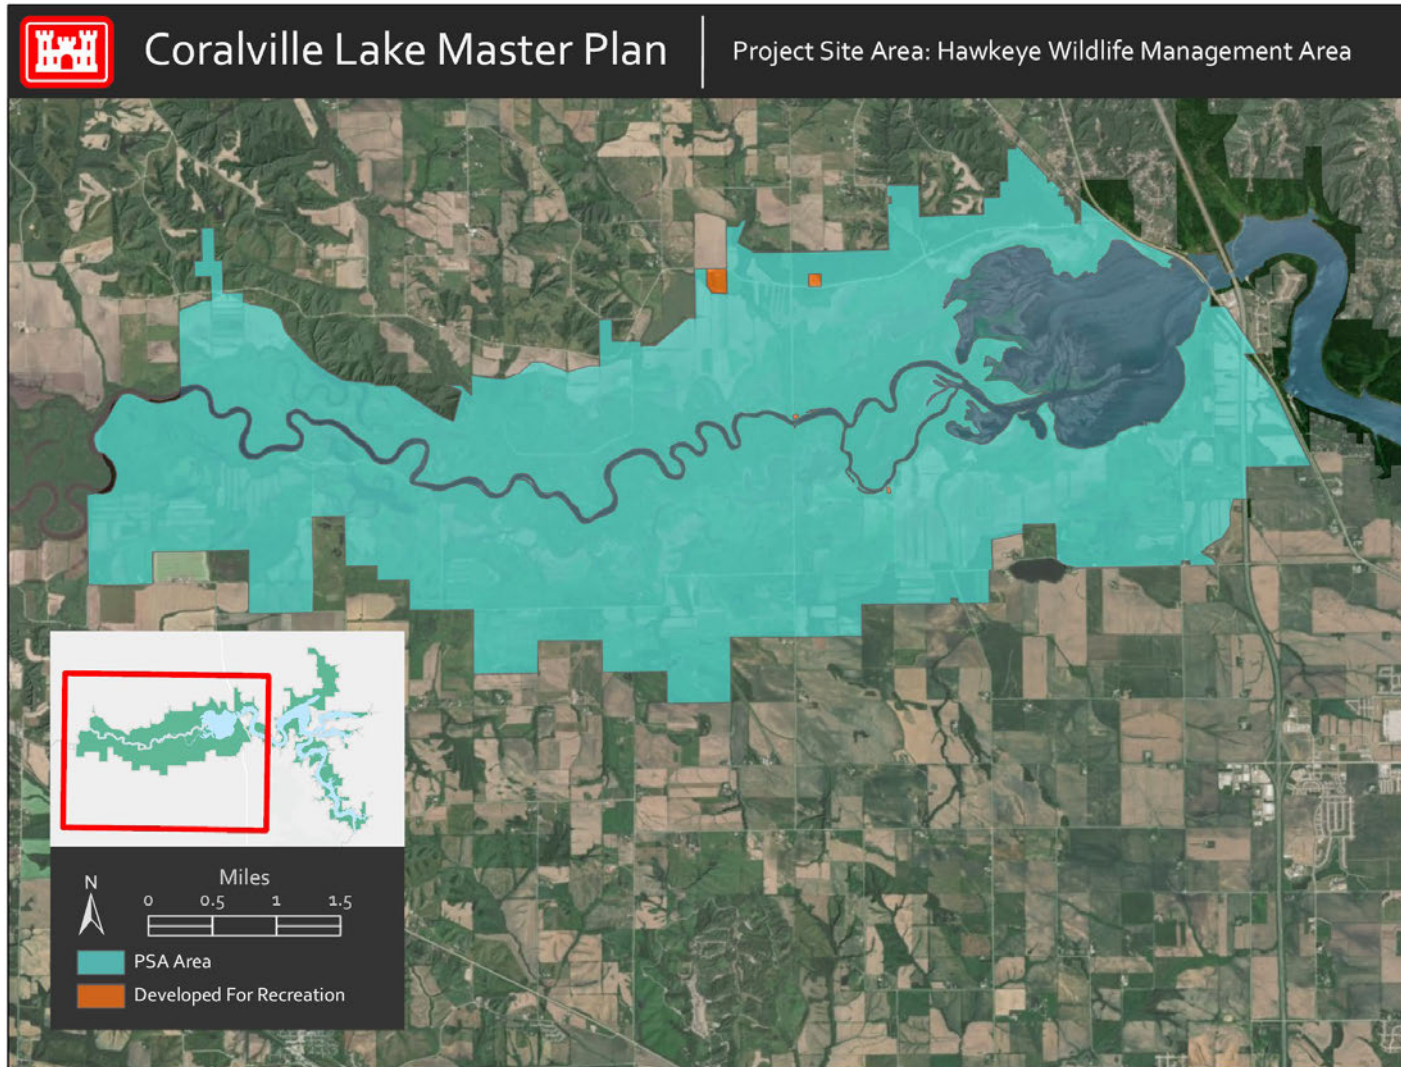 Coralville Lake Master Plan
Project Site Area: Hawkeye Wildlife Management Area
N
Miles
0 0.5 1 1.5
PSA Area
Developed For Recreation